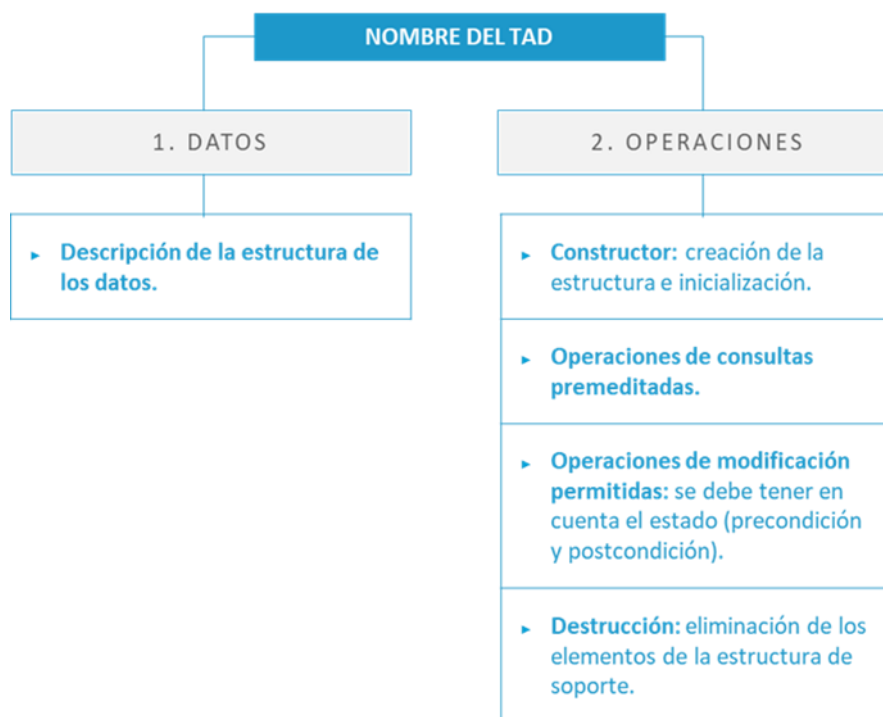 NOMBRE DEL TAD
1. DATOS
► Descripción de la estructura de
los datos.
2. OPERACIONES
► Constructor: creación de la
estructura e inicialización.
► Operaciones de consultas
premeditadas.
► Operaciones de modificación
permitidas: se debe tener en
cuenta el estado (precondición
y postcondición).
► Destrucción: eliminación de los
elementos de la estructura de
soporte.